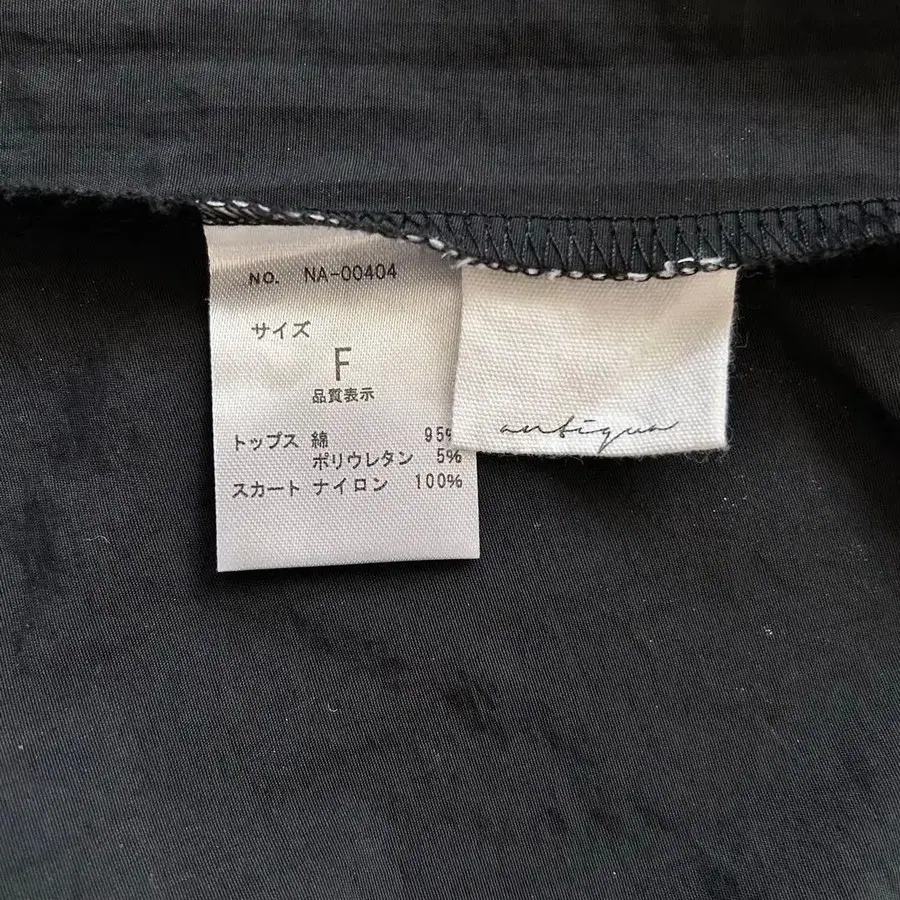 NO. NA-00404
サイズ
F
品質表示
トップス 綿 95%
ポリウレタン 5%
スカート ナイロン 100%
antiqua